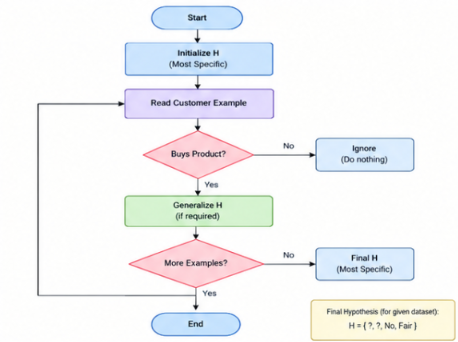 Start
Initialize H
(Most Specific)
Read Customer Example
Buys Product?
No
Ignore
(Do nothing)
Yes
Generalize H
(if required)
More Examples?
No
Final H
(Most Specific)
Yes
End
Final Hypothesis (for given dataset):
H = { ?, ?, No, Fair }